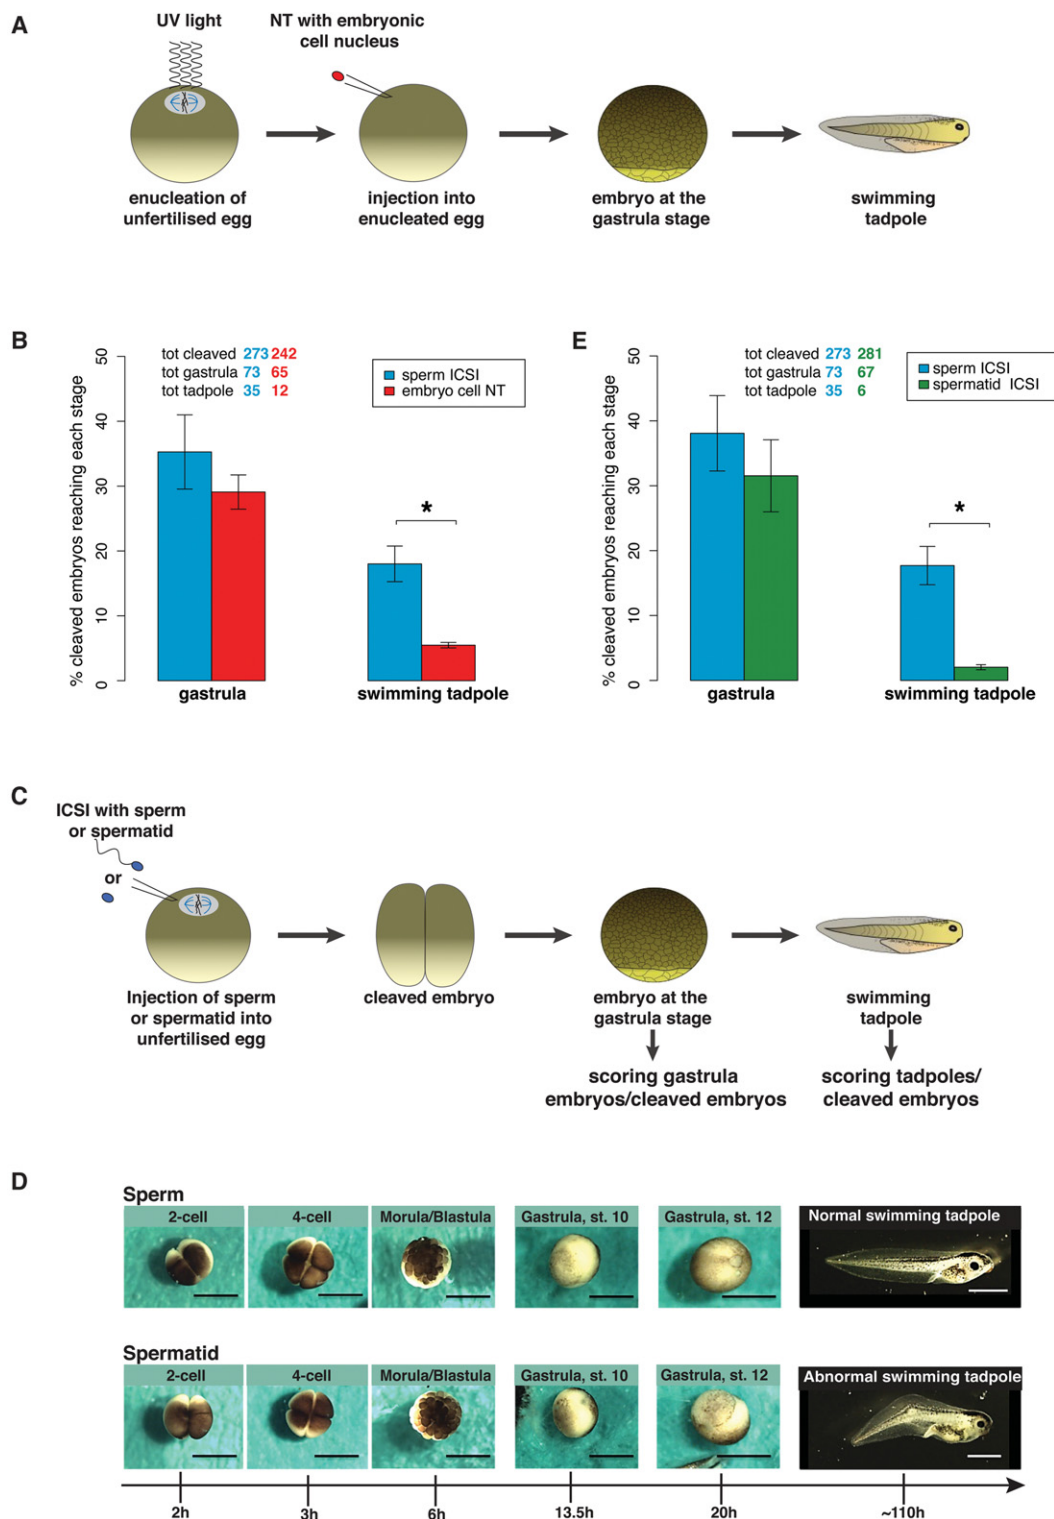 A
UV light
NT with embryonic
cell nucleus
enucleation of
unfertilised egg
injection into
enucleated egg
embryo at the
gastrula stage
swimming
tadpole
B
% cleaved embryos reaching each stage
50
40
30
20
10
0
tot cleaved 273 242
tot gastrula 73 65
tot tadpole 35 12
sperm ICSI
embryo cell NT
*
gastrula
swimming tadpole
E
% cleaved embryos reaching each stage
50
40
30
20
10
0
tot cleaved 273 281
tot gastrula 73 67
tot tadpole 35 6
sperm ICSI
spermatid ICSI
*
gastrula
swimming tadpole
C
ICSI with sperm
or spermatid
or
Injection of sperm
or spermatid into
unfertilised egg
cleaved embryo
embryo at the
gastrula stage
swimming
tadpole
scoring gastrula
embryos/cleaved embryos
scoring tadpoles/
cleaved embryos
D
Sperm
2-cell
4-cell
Morula/Blastula
Gastrula, st. 10
Gastrula, st. 12
Normal swimming tadpole
Spermatid
2-cell
4-cell
Morula/Blastula
Gastrula, st. 10
Gastrula, st. 12
Abnormal swimming tadpole
2h
3h
6h
13.5h
20h
~110h